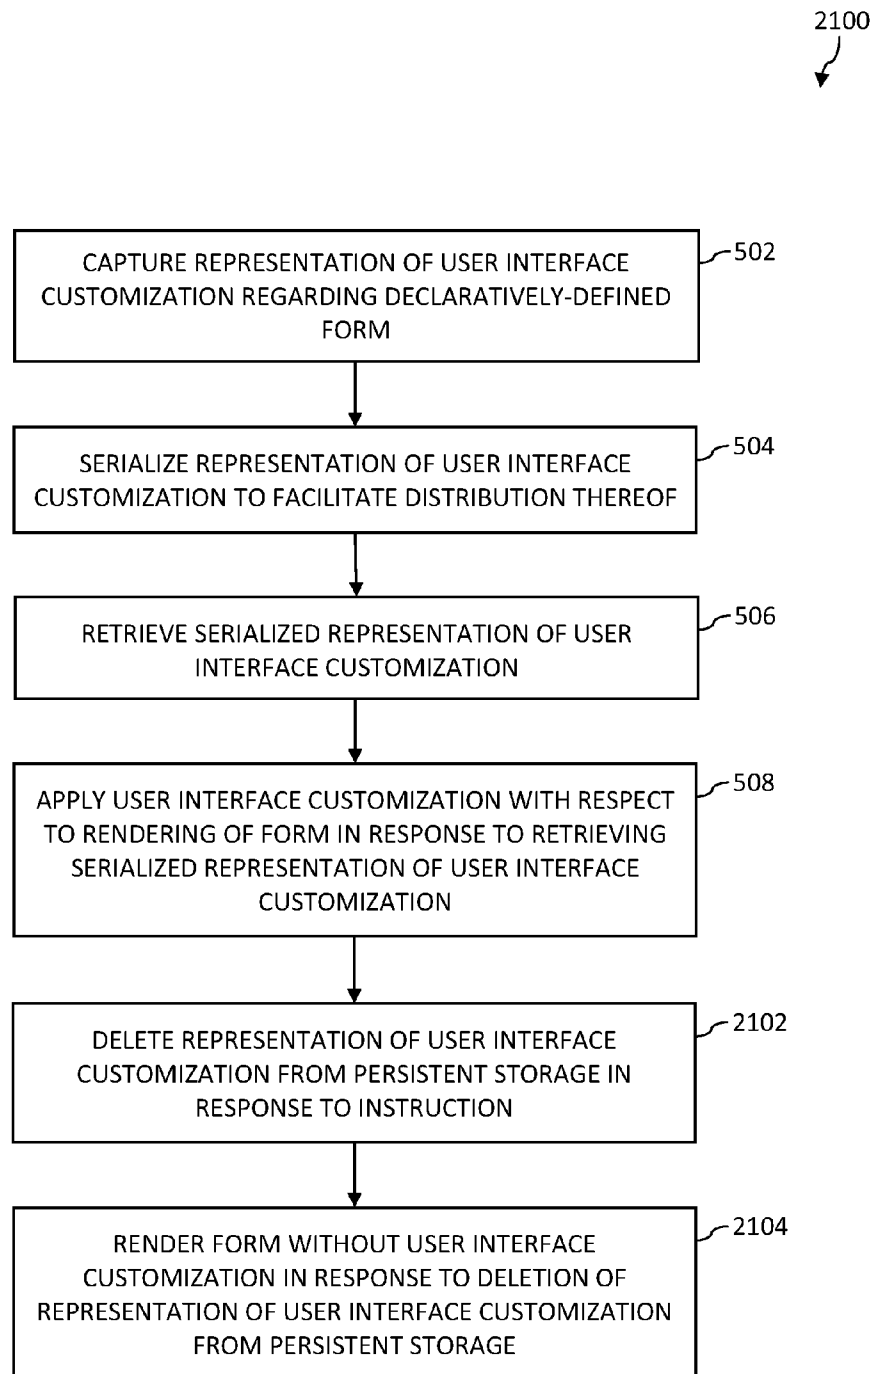 2100
CAPTURE REPRESENTATION OF USER INTERFACE
CUSTOMIZATION REGARDING DECLARATIVELY-DEFINED
FORM
502
SERIALIZE REPRESENTATION OF USER INTERFACE
CUSTOMIZATION TO FACILITATE DISTRIBUTION THEREOF
504
RETRIEVE SERIALIZED REPRESENTATION OF USER
INTERFACE CUSTOMIZATION
506
APPLY USER INTERFACE CUSTOMIZATION WITH RESPECT
TO RENDERING OF FORM IN RESPONSE TO RETRIEVING
SERIALIZED REPRESENTATION OF USER INTERFACE
CUSTOMIZATION
508
DELETE REPRESENTATION OF USER INTERFACE
CUSTOMIZATION FROM PERSISTENT STORAGE IN
RESPONSE TO INSTRUCTION
2102
RENDER FORM WITHOUT USER INTERFACE
CUSTOMIZATION IN RESPONSE TO DELETION OF
REPRESENTATION OF USER INTERFACE CUSTOMIZATION
FROM PERSISTENT STORAGE
2104